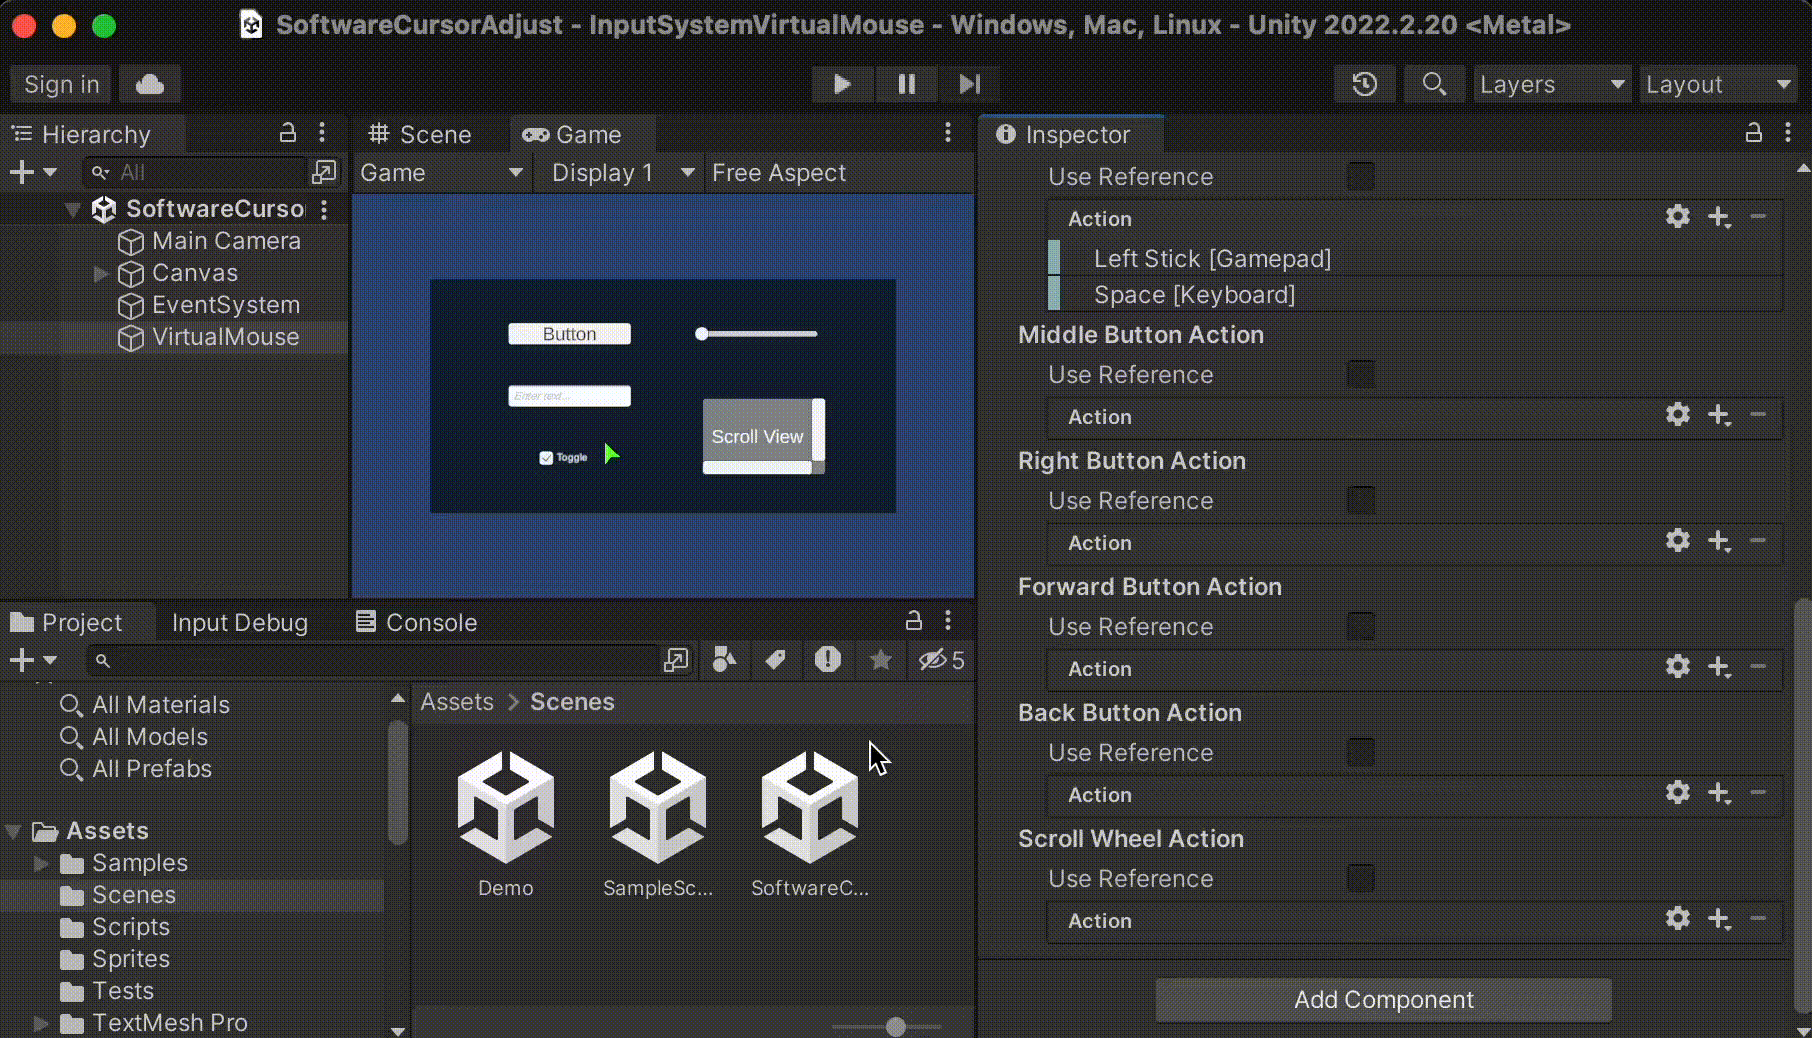 SoftwareCursorAdjust - InputSystemVirtualMouse - Windows, Mac, Linux - Unity 2022.2.20 <Metal>
Sign in
Layers
Layout
Hierarchy
All
SoftwareCurso
Main Camera
Canvas
EventSystem
VirtualMouse
Scene
Game
Game
Display 1
Free Aspect
Button
Enter text...
Toggle
Scroll View
Inspector
Use Reference
Action
Left Stick [Gamepad]
Space [Keyboard]
Middle Button Action
Use Reference
Action
Right Button Action
Use Reference
Action
Forward Button Action
Use Reference
Action
Back Button Action
Use Reference
Action
Scroll Wheel Action
Use Reference
Action
Add Component
Project
Input Debug
Console
5
All Materials
All Models
All Prefabs
Assets
Samples
Scenes
Scripts
Sprites
Tests
TextMesh Pro
Assets > Scenes
Demo
SampleSc...
SoftwareC...